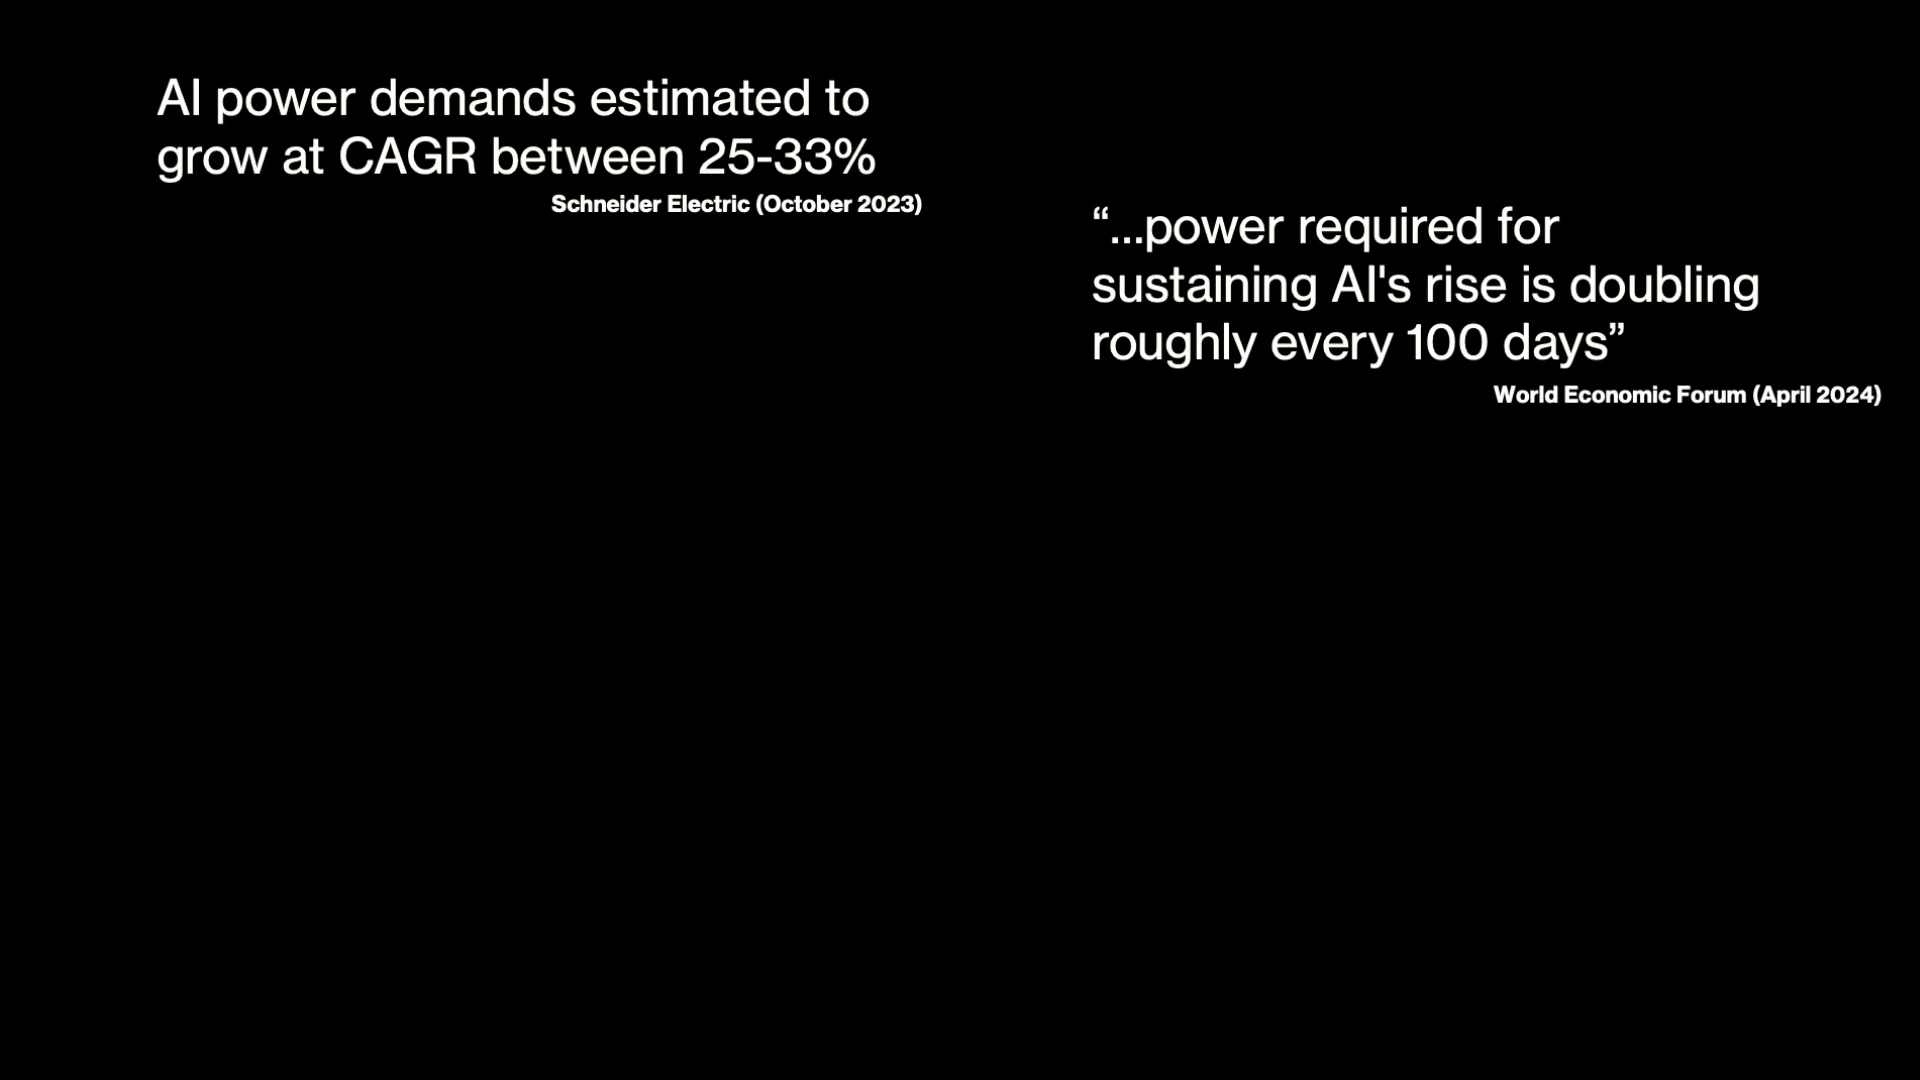 AI power demands estimated to
grow at CAGR between 25-33%
Schneider Electric (October 2023)
“...power required for
sustaining AI's rise is doubling
roughly every 100 days”
World Economic Forum (April 2024)